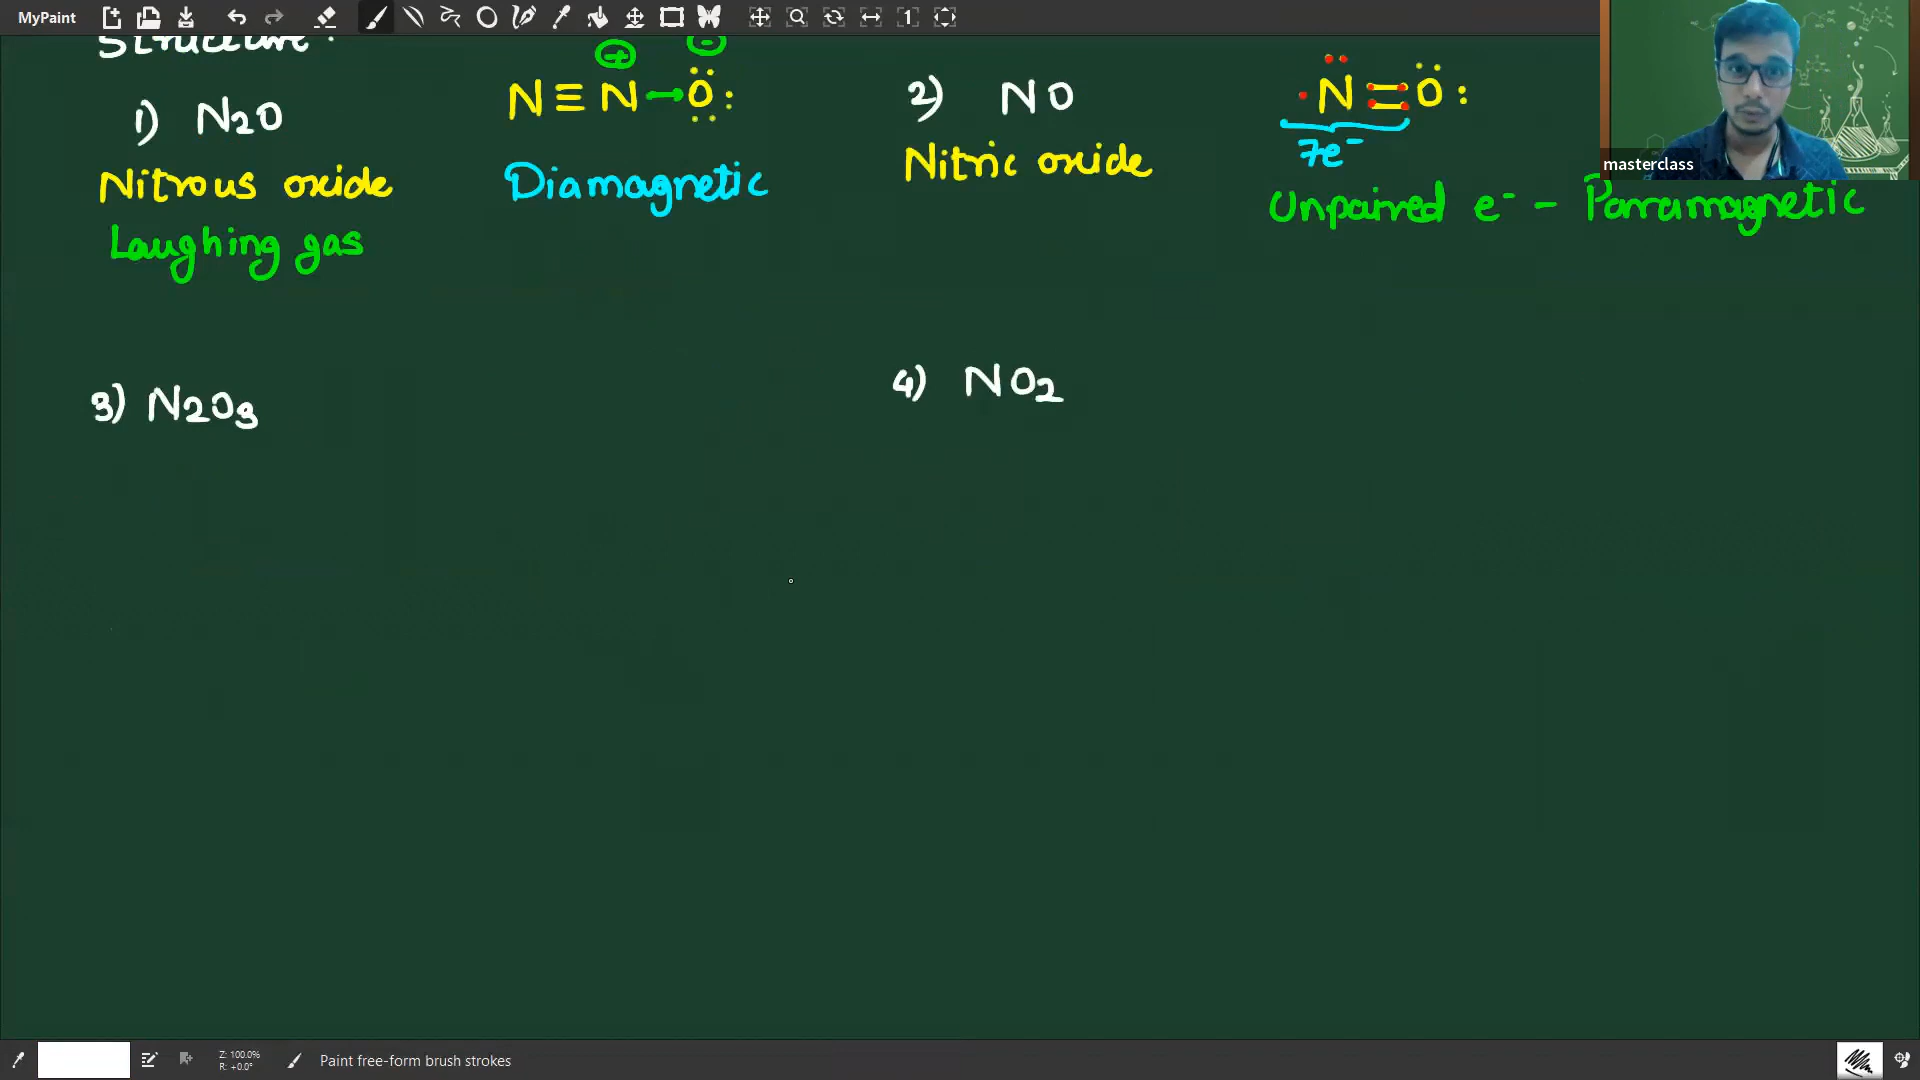 MyPaint
Structure:
1) N2O
N≡N→O:
⊕ ⊖
Nitrous oxide
Laughing gas
Diamagnetic
2) NO
Nitric oxide
N=O:
7e⁻
Unpaired e⁻ - Parramagnetic
masterclass
3) N2O3
4) NO2
Z: 100.0%
R: +0.0°
Paint free-form brush strokes